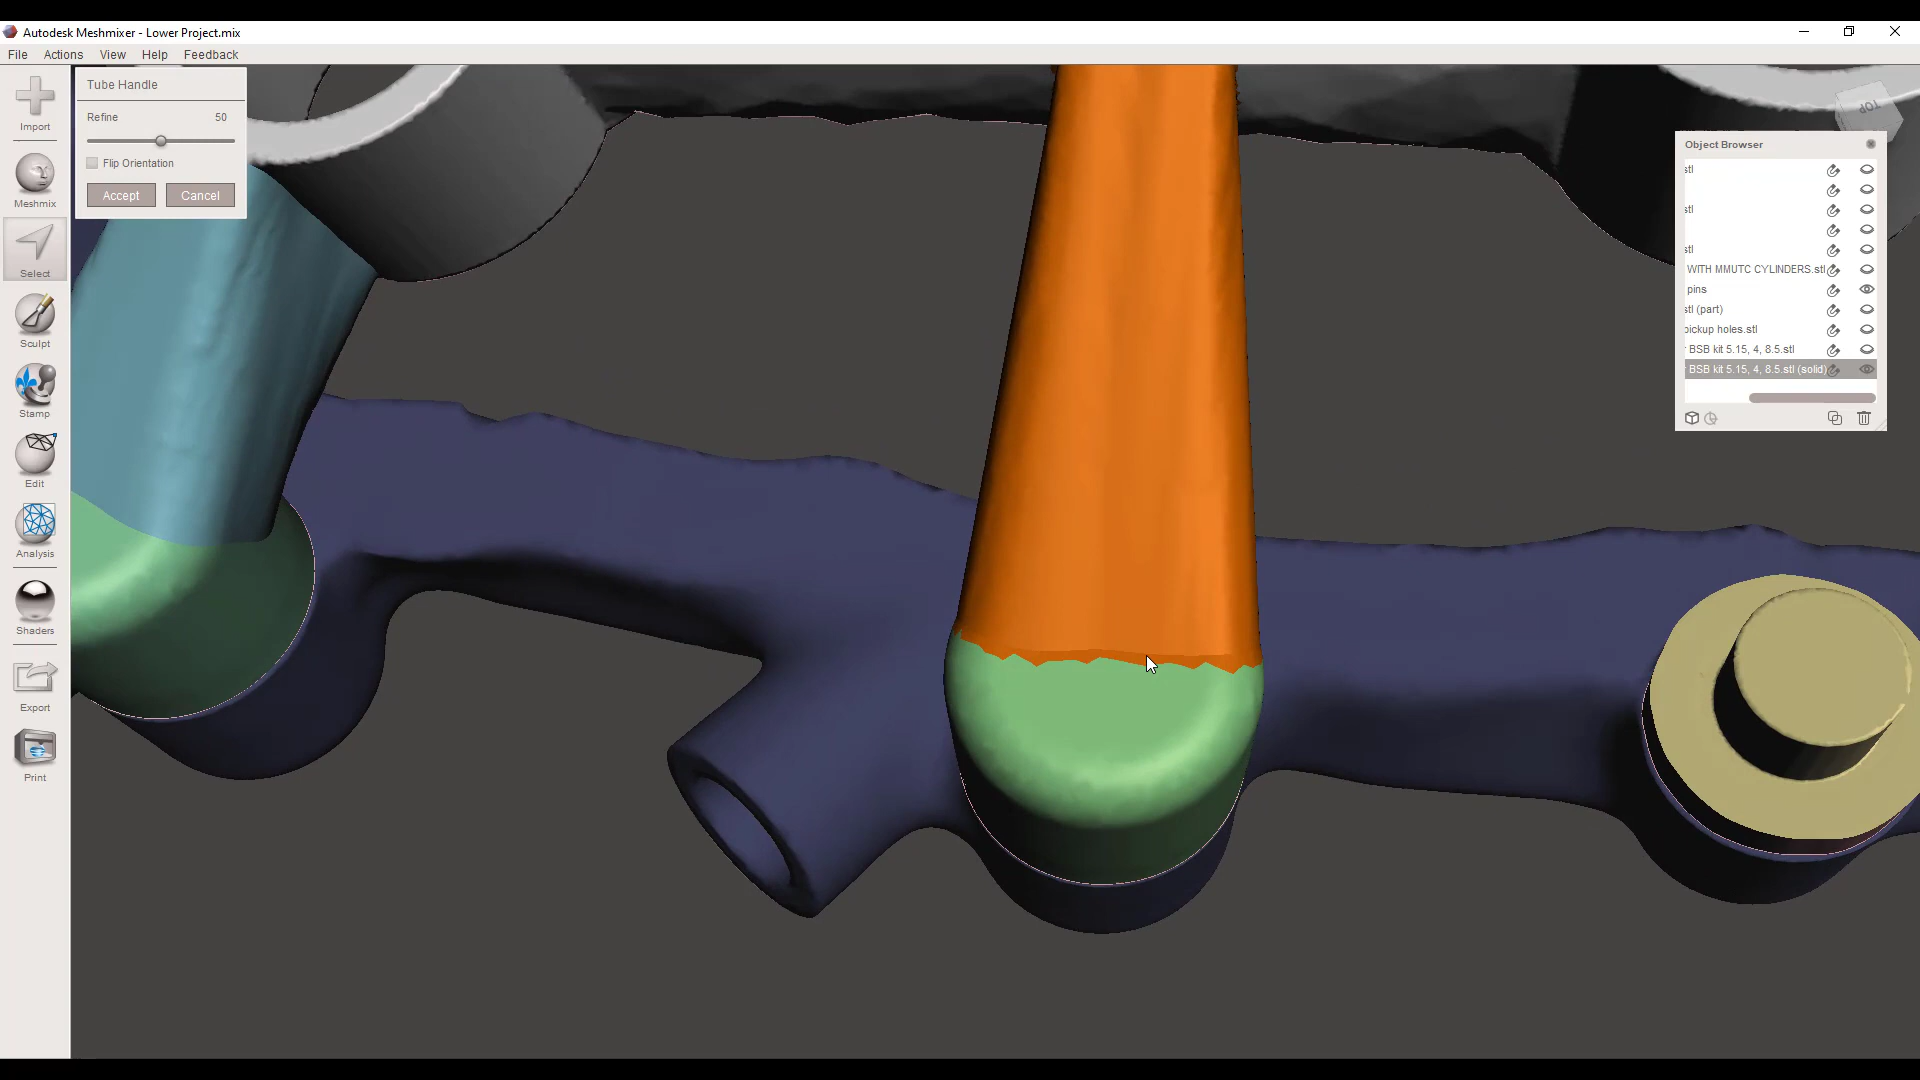 Autodesk Meshmixer - Lower Project.mix
File Actions View Help Feedback
Tube Handle
Refine 50
Flip Orientation
Accept Cancel
Import
Meshmix
Select
Sculpt
Stamp
Edit
Analysis
Shaders
Export
Print
TOP
Object Browser
stl
stl
stl
WITH MMUTC CYLINDERS.stl
pins
stl (part)
pickup holes.stl
BSB kit 5.15, 4, 8.5.stl
BSB kit 5.15, 4, 8.5.stl (solid)